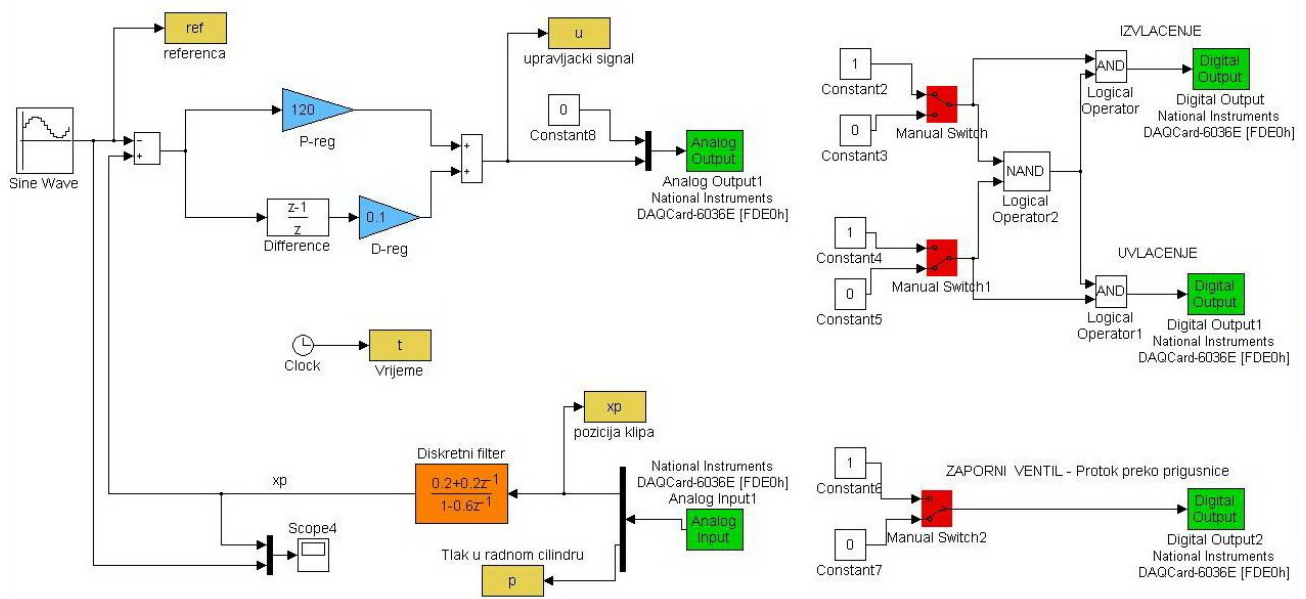 ref
referenca
Sine Wave
−
+
120
P-reg
z-1
z
Difference
0.1
D-reg
+
+
u
upravljacki signal
0
Constant8
Analog
Output
Analog Output1
National Instruments
DAQCard-6036E [FDE0h]
Clock
t
Vrijeme
xp
pozicija klipa
Diskretni filter
0.2+0.2z-1
1-0.6z-1
xp
National Instruments
DAQCard-6036E [FDE0h]
Analog Input1
Analog
Input
Scope4
Tlak u radnom cilindru
p
IZVLACENJE
1
Constant2
0
Constant3
Manual Switch
AND
Logical
Operator
Digital
Output
Digital Output
National Instruments
DAQCard-6036E [FDE0h]
NAND
Logical
Operator2
1
Constant4
0
Constant5
Manual Switch1
UVLACENJE
AND
Logical
Operator1
Digital
Output
Digital Output1
National Instruments
DAQCard-6036E [FDE0h]
1
Constant6
0
Constant7
Manual Switch2
ZAPORNI VENTIL - Protok preko prigusnice
Digital
Output
Digital Output2
National Instruments
DAQCard-6036E [FDE0h]